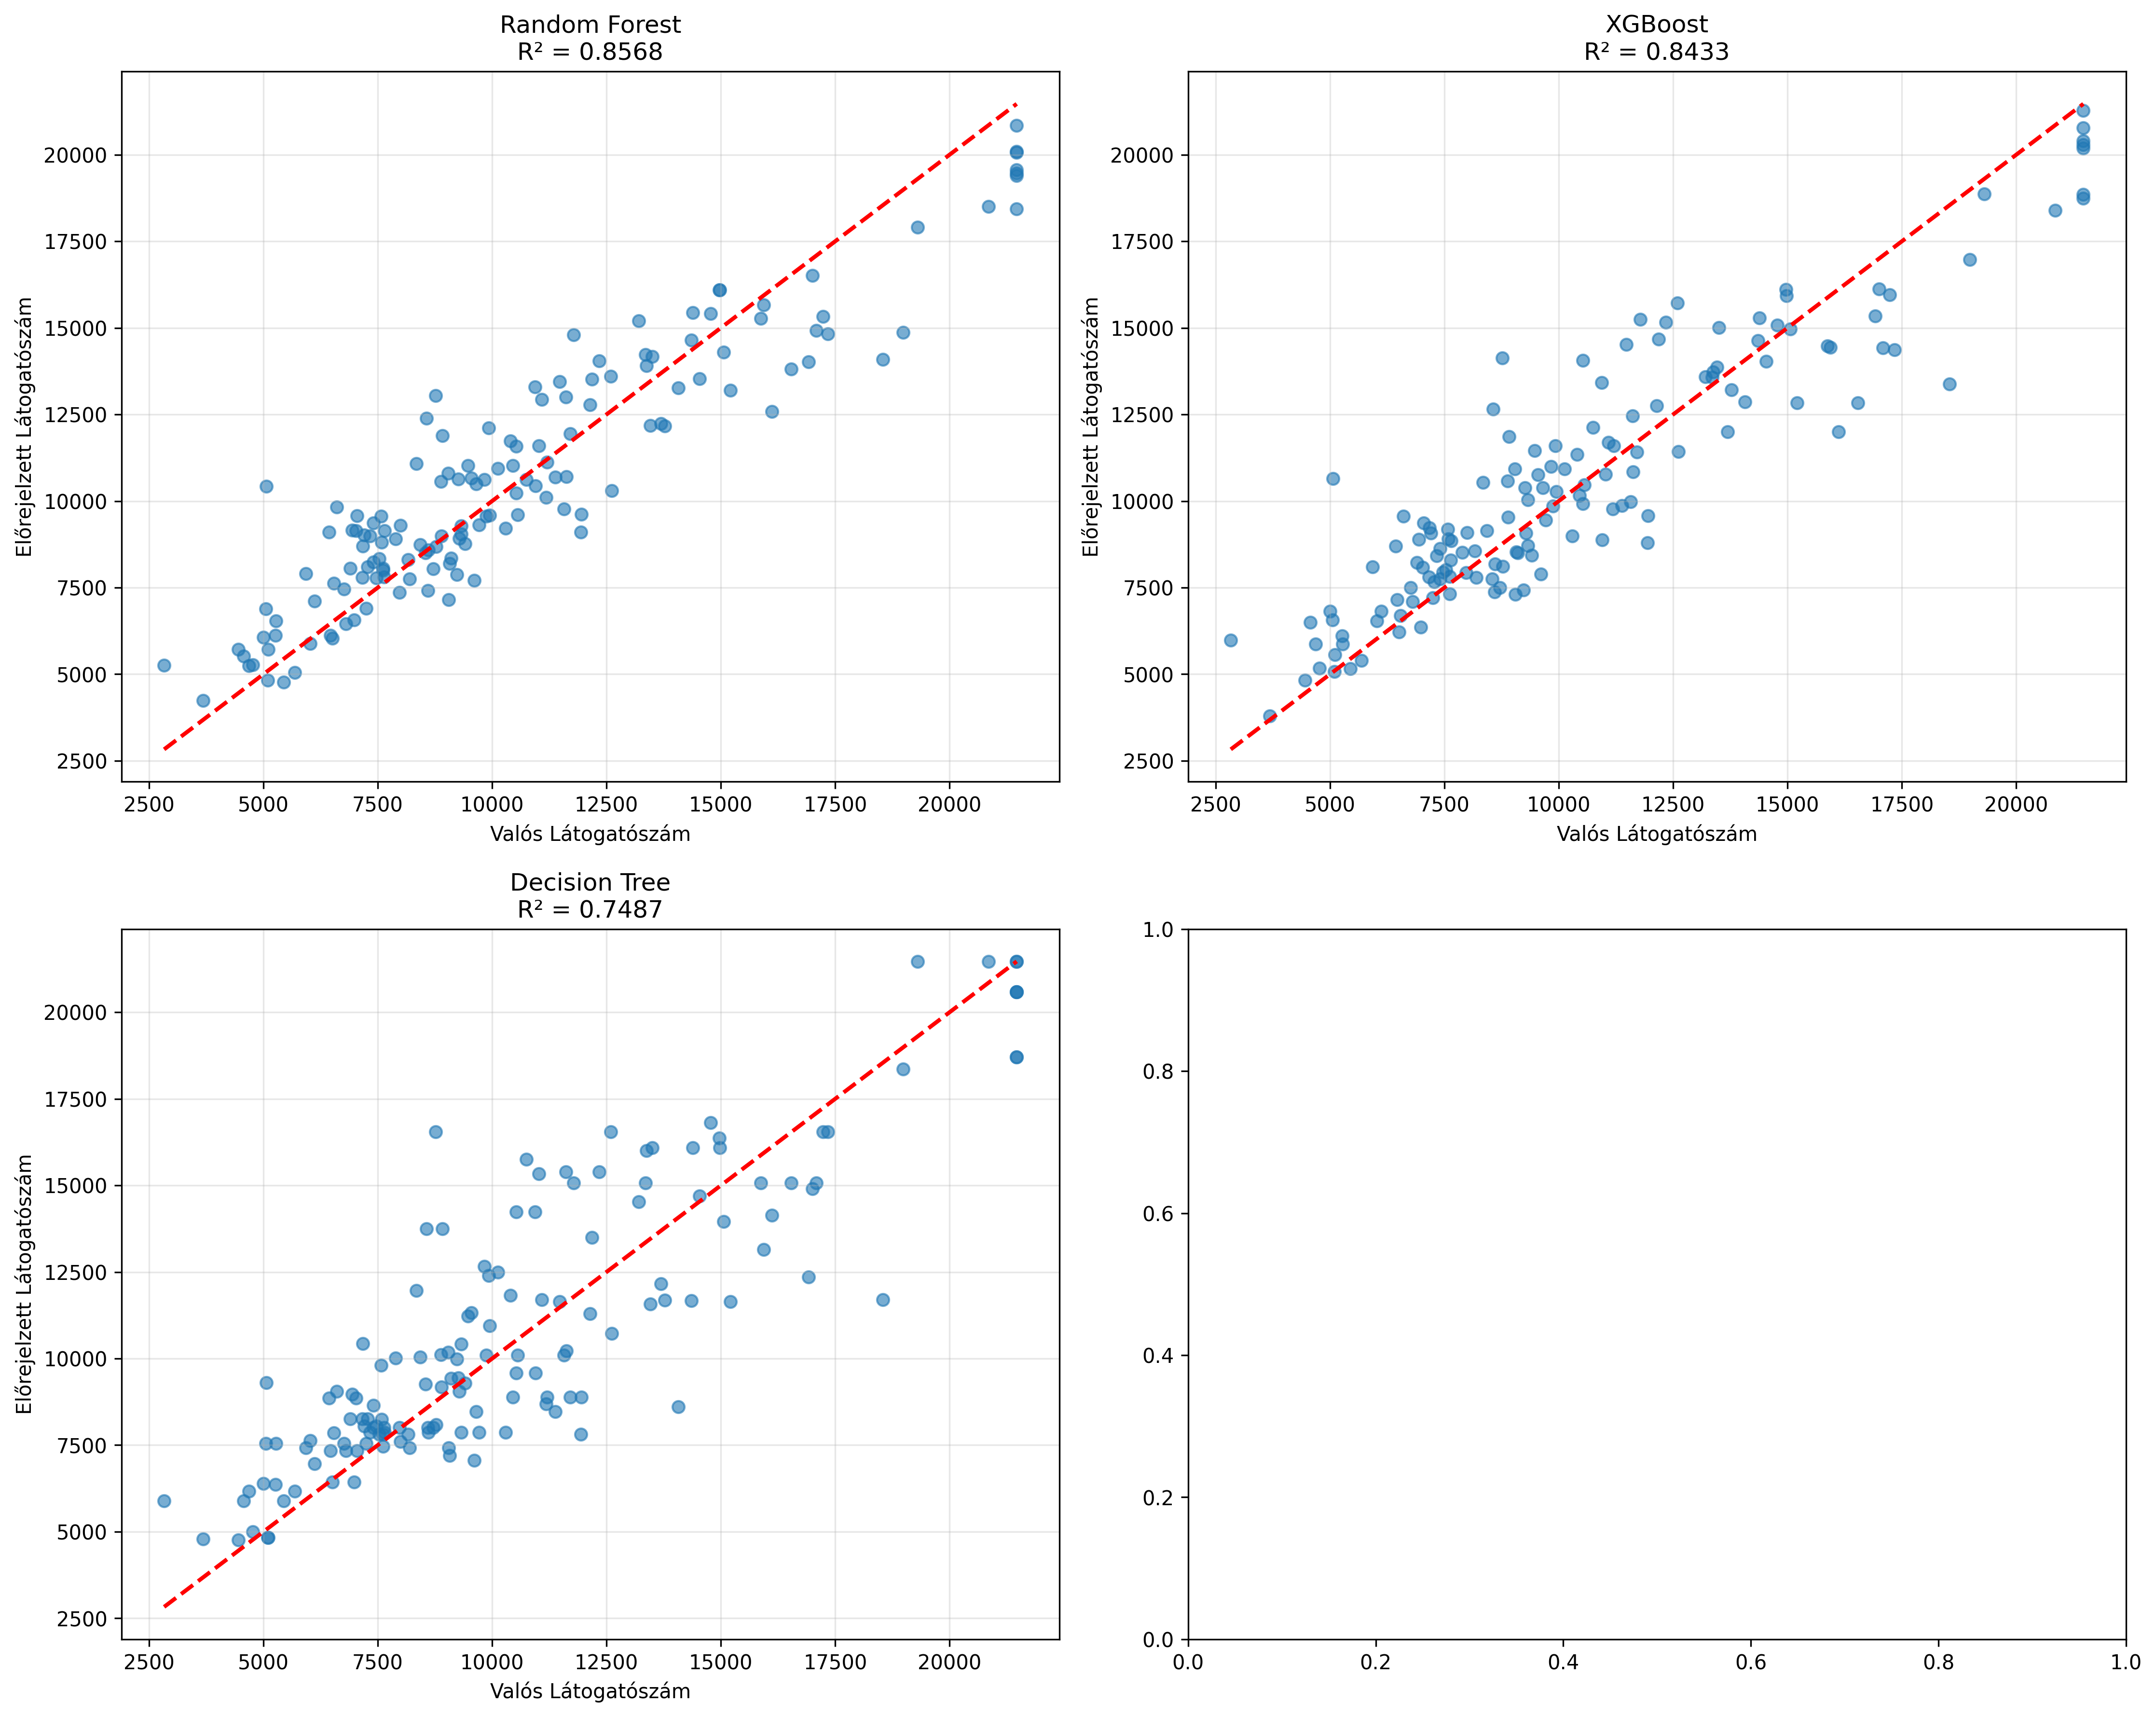 Random Forest
R² = 0.8568
Előrejelzett Látogatószám
20000
17500
15000
12500
10000
7500
5000
2500
2500 5000 7500 10000 12500 15000 17500 20000
Valós Látogatószám
XGBoost
R² = 0.8433
Előrejelzett Látogatószám
20000
17500
15000
12500
10000
7500
5000
2500
2500 5000 7500 10000 12500 15000 17500 20000
Valós Látogatószám
Decision Tree
R² = 0.7487
Előrejelzett Látogatószám
20000
17500
15000
12500
10000
7500
5000
2500
2500 5000 7500 10000 12500 15000 17500 20000
Valós Látogatószám
1.0
0.8
0.6
0.4
0.2
0.0
0.0 0.2 0.4 0.6 0.8 1.0